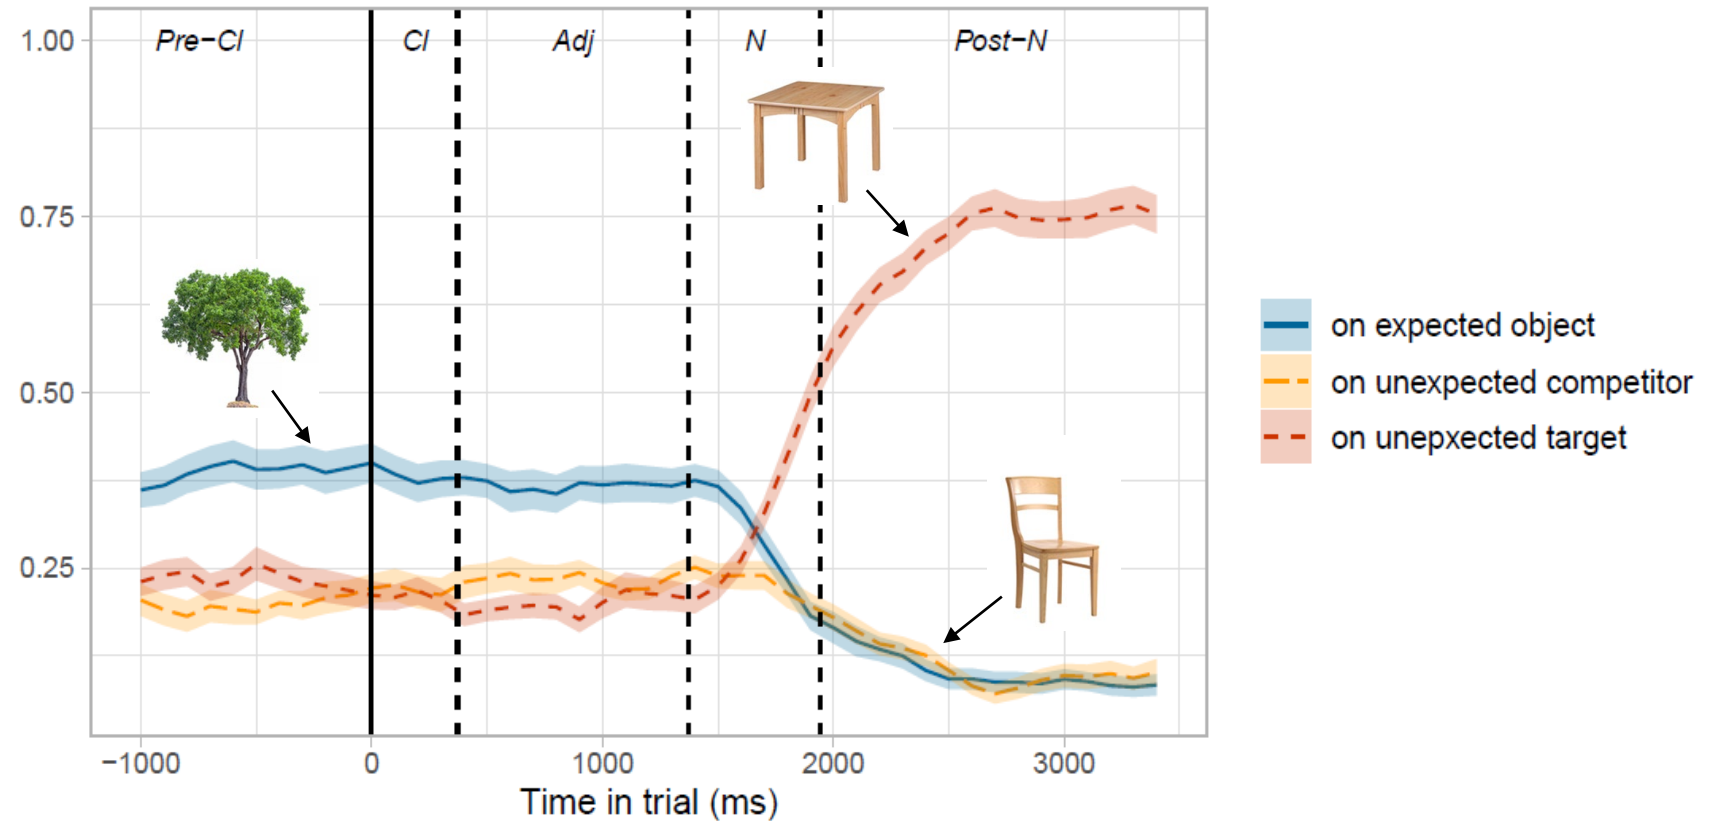 Pre−Cl Cl Adj N Post−N
1.00
0.75
0.50
0.25
−1000 0 1000 2000 3000
Time in trial (ms)
on expected object
on unexpected competitor
on unepxected target